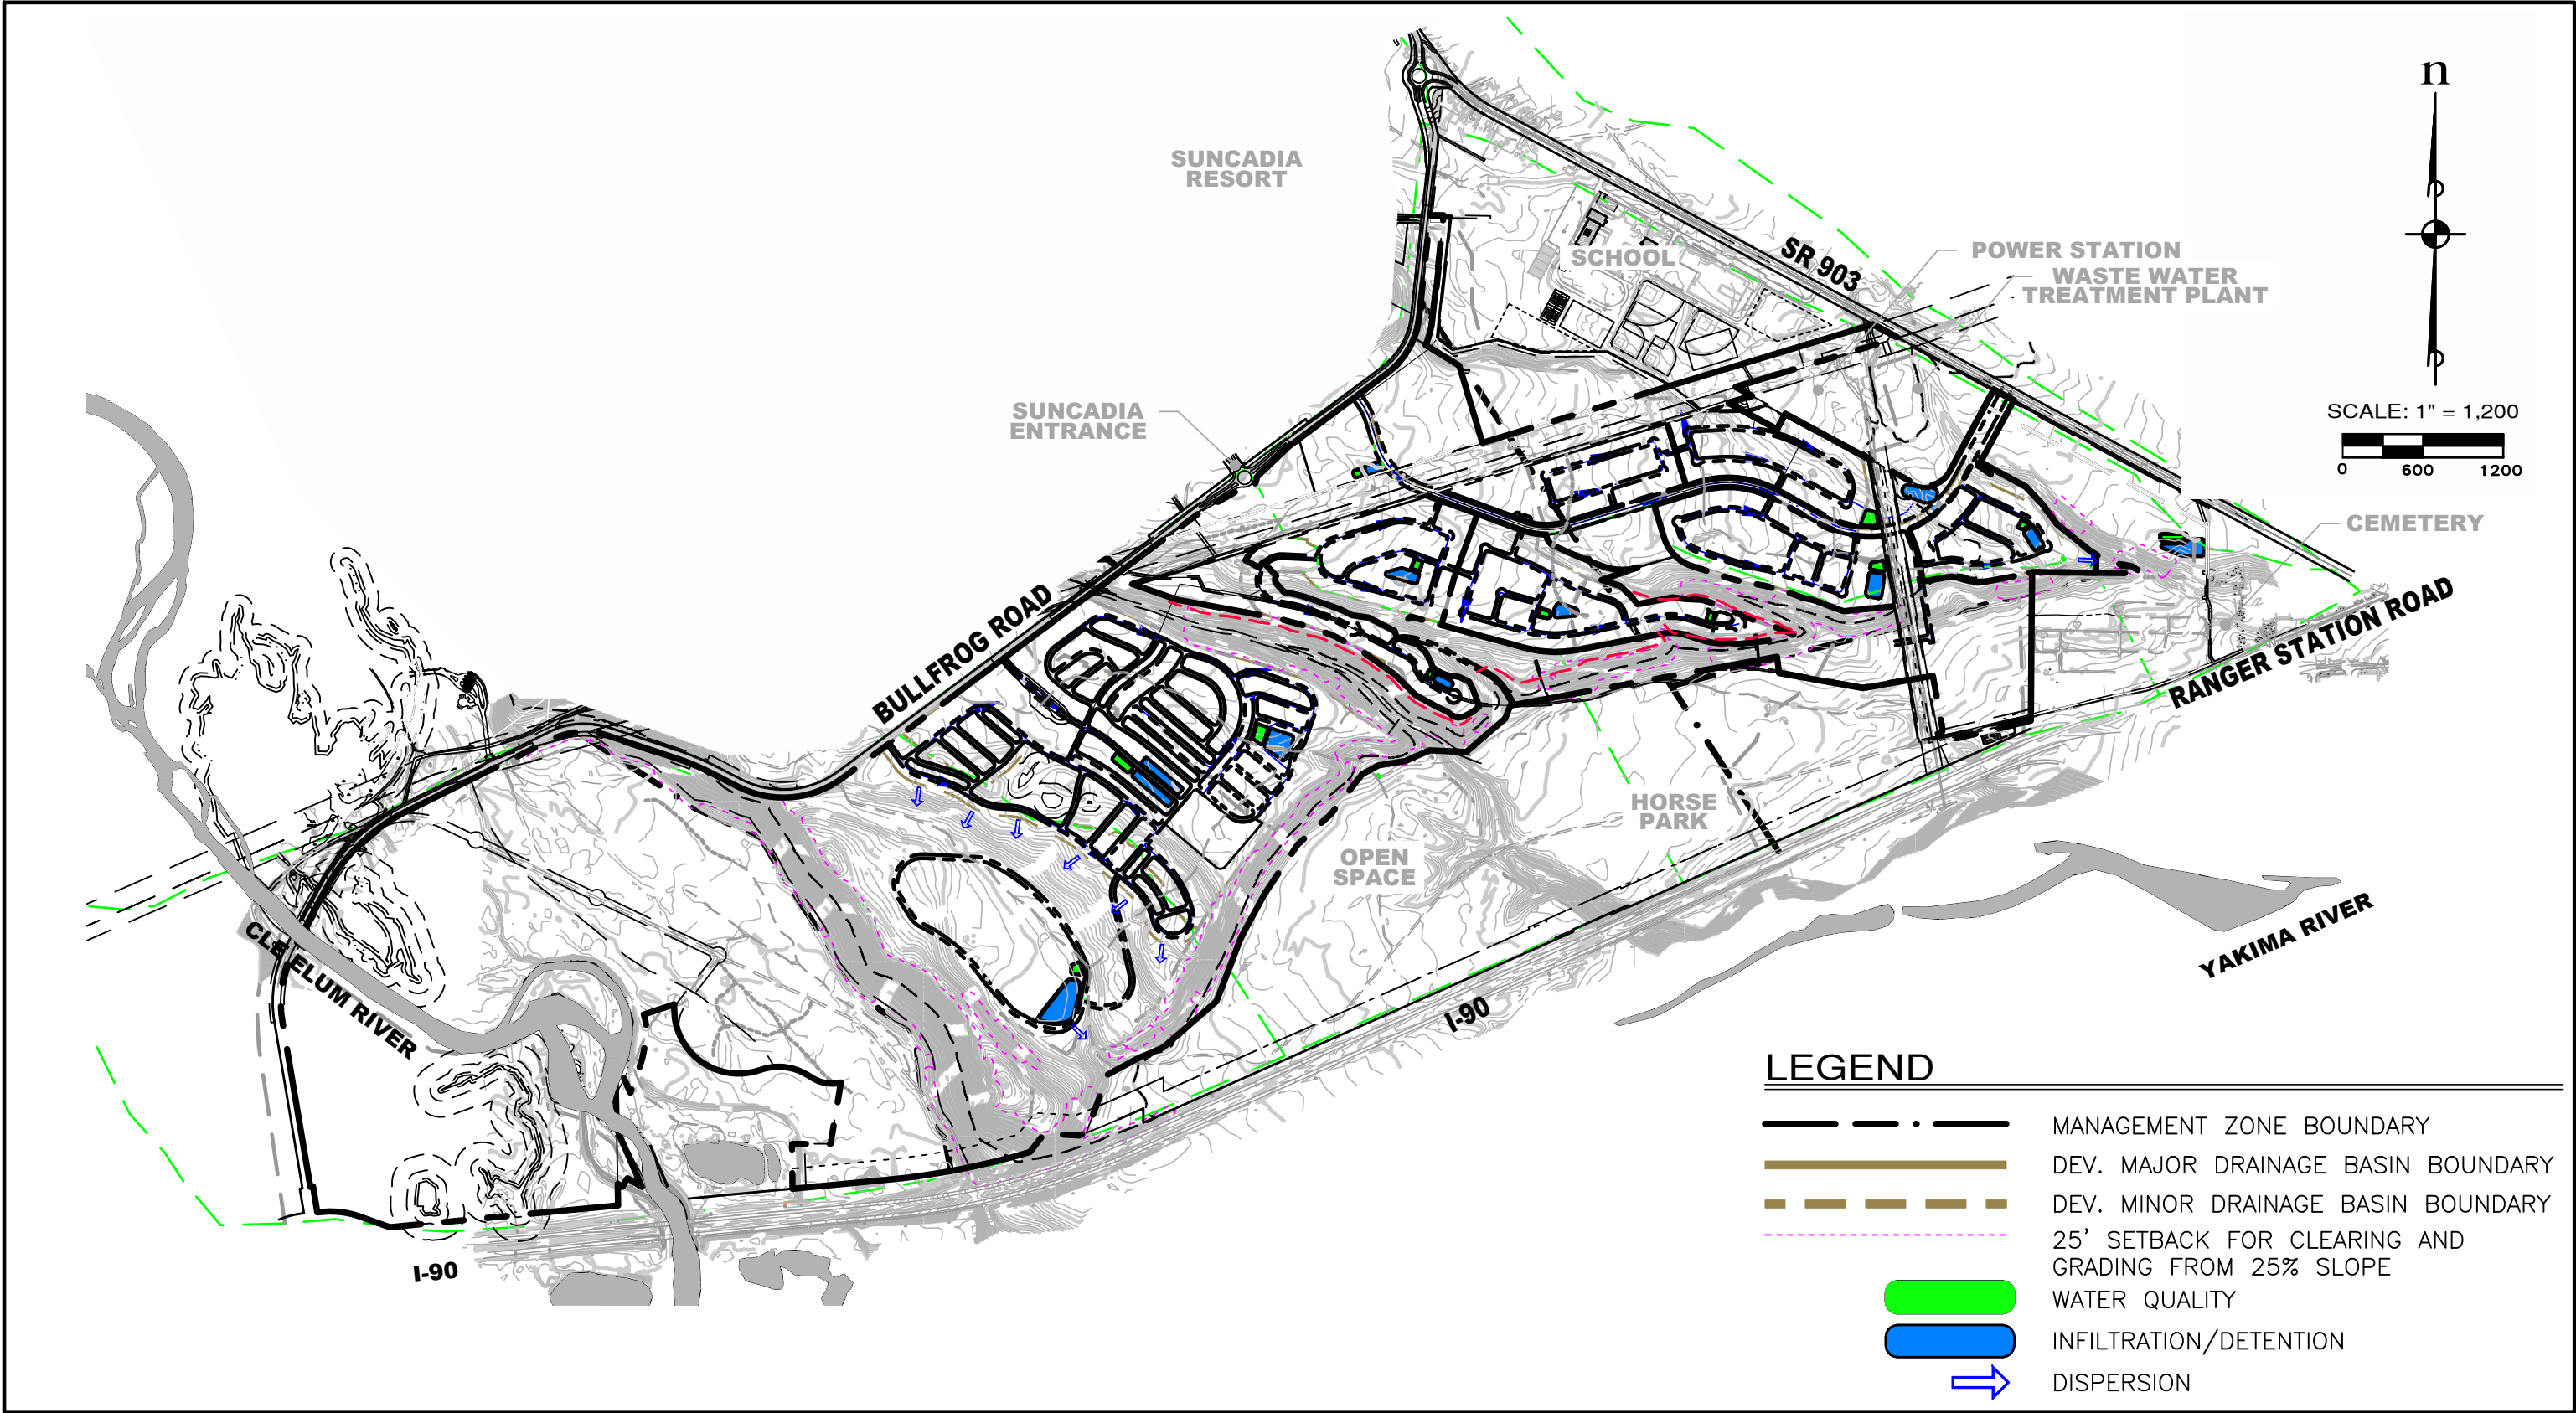 n
SUNCADIA
RESORT
SCHOOL
SR 903
POWER STATION
WASTE WATER
TREATMENT PLANT
SUNCADIA
ENTRANCE
SCALE: 1" = 1,200
0 600 1200
CEMETERY
BULLFROG ROAD
RANGER STATION ROAD
HORSE
PARK
OPEN
SPACE
CLE ELUM RIVER
YAKIMA RIVER
I-90
I-90
LEGEND
MANAGEMENT ZONE BOUNDARY
DEV. MAJOR DRAINAGE BASIN BOUNDARY
DEV. MINOR DRAINAGE BASIN BOUNDARY
25' SETBACK FOR CLEARING AND
GRADING FROM 25% SLOPE
WATER QUALITY
INFILTRATION/DETENTION
DISPERSION